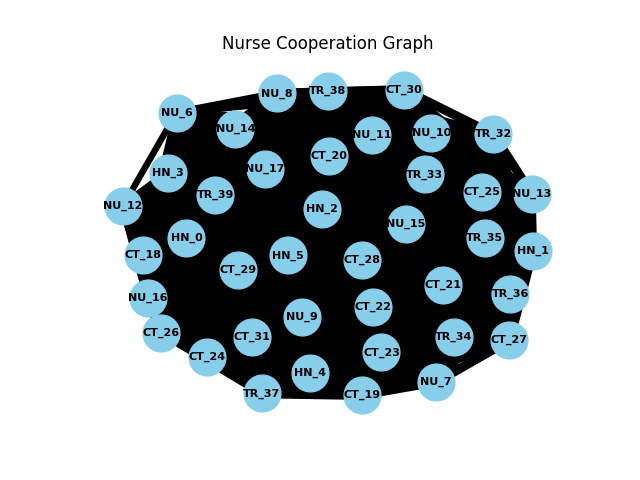 Nurse Cooperation Graph
NU_8
TR_38
CT_30
NU_6
NU_14
NU_11
NU_10
TR_32
CT_20
NU_17
HN_3
TR_33
TR_39
CT_25
NU_13
NU_12
HN_2
NU_15
HN_0
TR_35
HN_1
CT_18
HN_5
CT_28
CT_29
CT_21
TR_36
NU_16
CT_22
NU_9
CT_26
CT_31
TR_34
CT_27
CT_23
CT_24
HN_4
NU_7
TR_37
CT_19